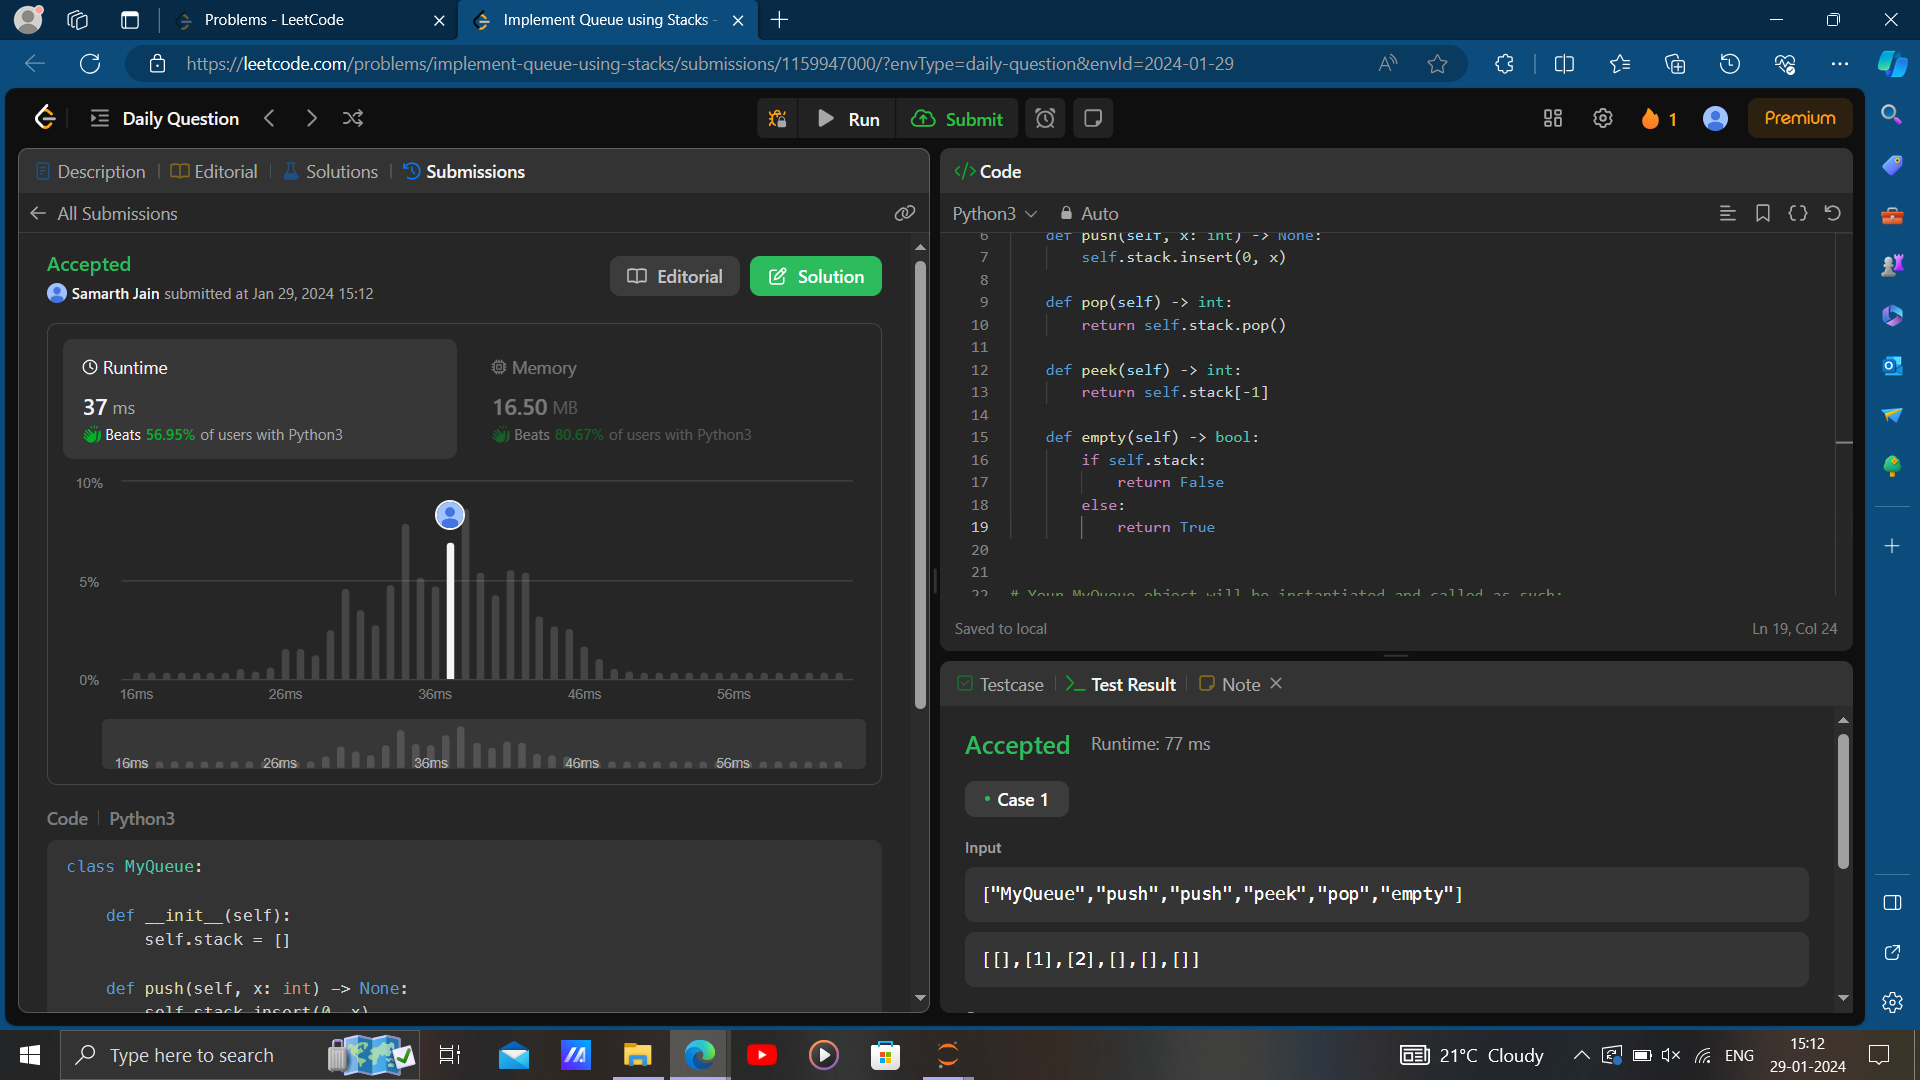 Problems - LeetCode
Implement Queue using Stacks -
https://leetcode.com/problems/implement-queue-using-stacks/submissions/1159947000/?envType=daily-question&envId=2024-01-29
Daily Question
Run
Submit
1
Premium
Description
Editorial
Solutions
Submissions
All Submissions
Accepted
Samarth Jain submitted at Jan 29, 2024 15:12
Editorial
Solution
Runtime
37 ms
Beats 56.95% of users with Python3
Memory
16.50 MB
Beats 80.67% of users with Python3
10%
5%
0%
16ms
26ms
36ms
46ms
56ms
16ms
26ms
36ms
46ms
56ms
Code
Python3
class MyQueue:
def __init__(self):
self.stack = []
def push(self, x: int) -> None:
self.stack.insert(0, x)
</> Code
Python3
Auto
6 def push(self, x: int) -> None:
7 self.stack.insert(0, x)
8
9 def pop(self) -> int:
10 return self.stack.pop()
11
12 def peek(self) -> int:
13 return self.stack[-1]
14
15 def empty(self) -> bool:
16 if self.stack:
17 return False
18 else:
19 return True
20
21
22 # Your MyQueue object will be instantiated and called as such:
Saved to local
Ln 19, Col 24
Testcase
Test Result
Note
Accepted
Runtime: 77 ms
Case 1
Input
["MyQueue","push","push","peek","pop","empty"]
[[],[1],[2],[],[],[]]
Type here to search
21°C Cloudy
ENG
15:12
29-01-2024